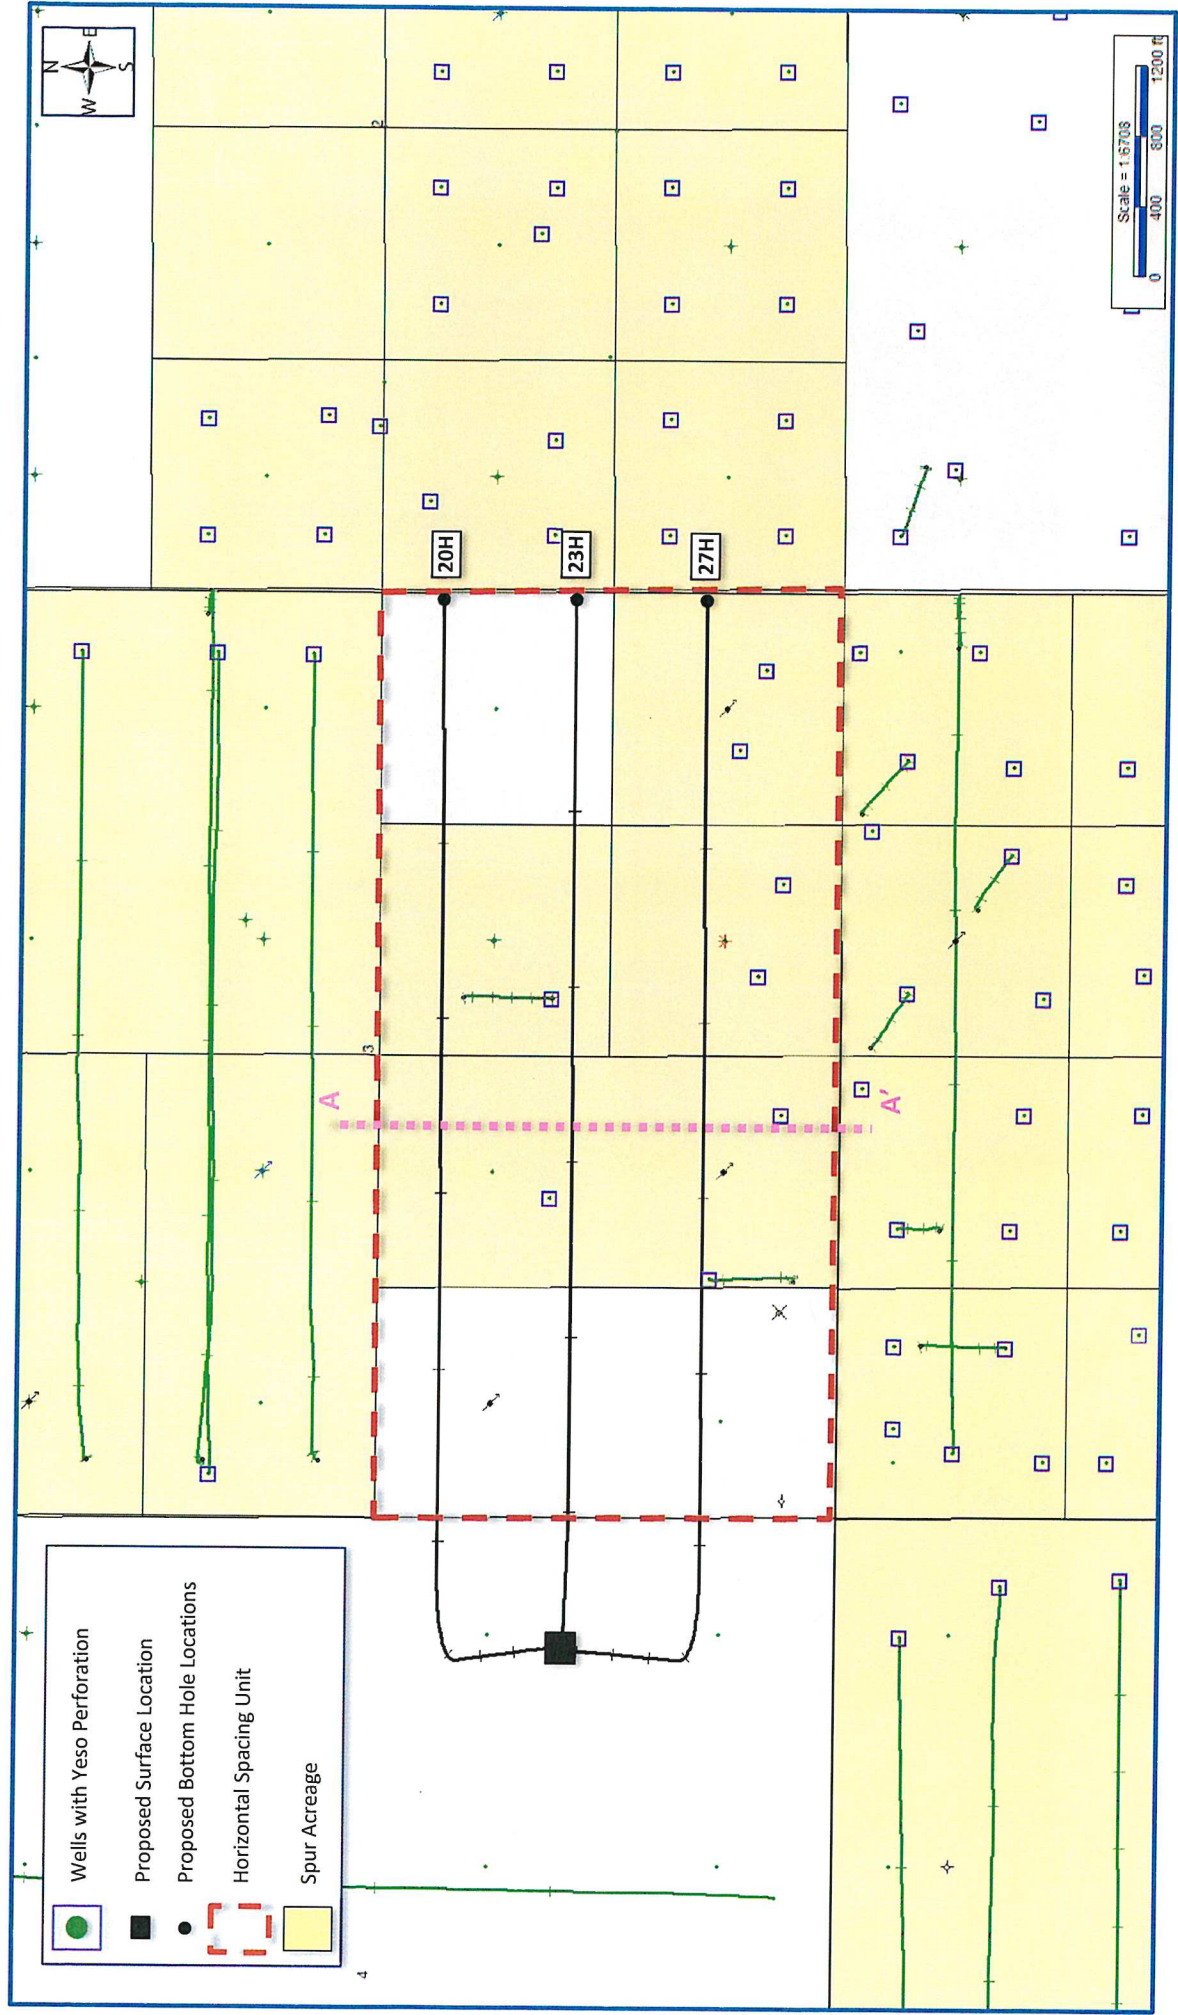 Wells with Yeso Perforation
Proposed Surface Location
Proposed Bottom Hole Locations
Horizontal Spacing Unit
Spur Acreage
N
W
E
S
4
3
2
A
A'
20H
23H
27H
Scale = 1:6708
0 400 800 1200 ft